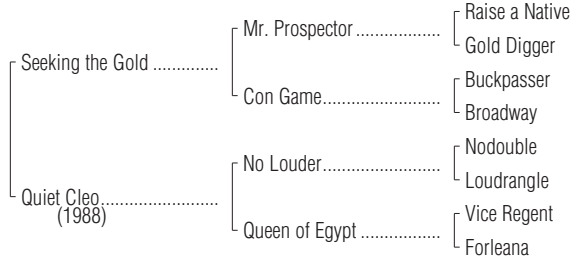 Raise a Native
Mr. Prospector ..................
Gold Digger
Seeking the Gold ..............
Buckpasser
Con Game.........................
Broadway
Nodouble
No Louder.........................
Loudrangle
Quiet Cleo.........................
(1988)
Vice Regent
Queen of Egypt .................
Forleana